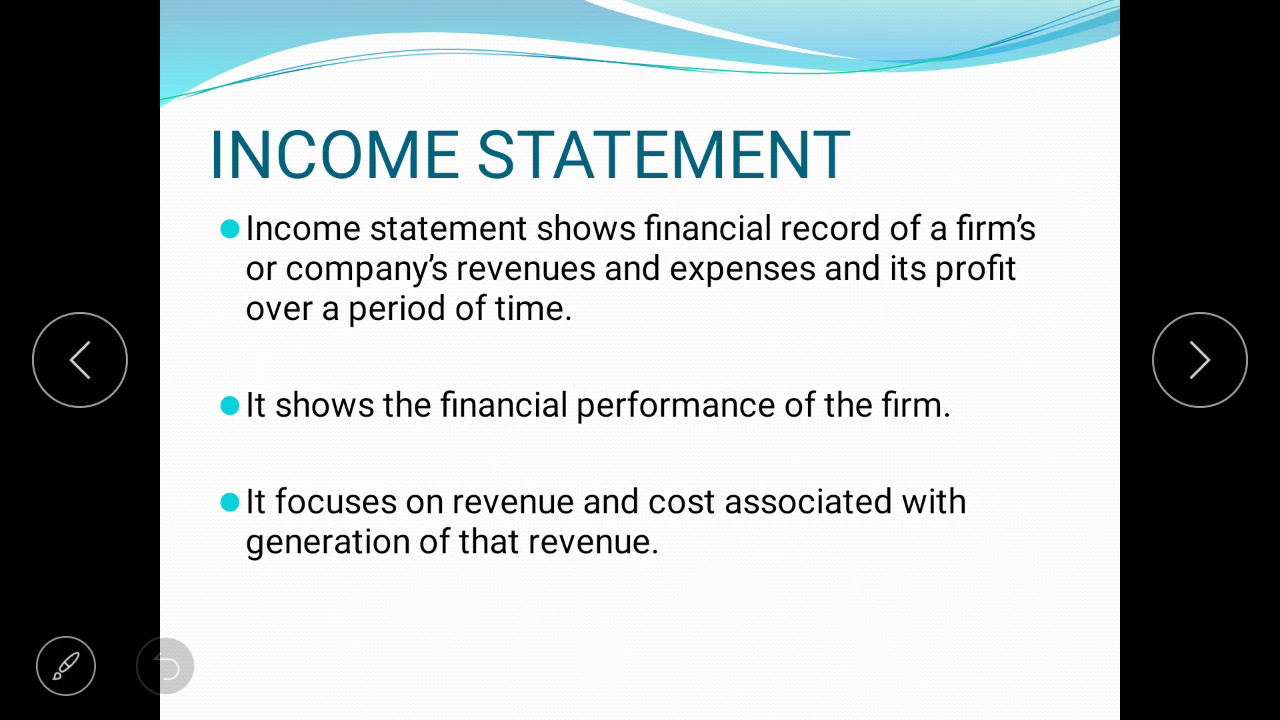 INCOME STATEMENT
Income statement shows financial record of a firm’s
or company’s revenues and expenses and its profit
over a period of time.
It shows the financial performance of the firm.
It focuses on revenue and cost associated with
generation of that revenue.